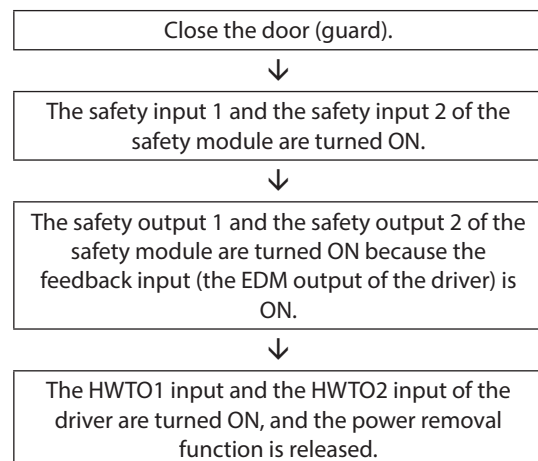 Close the door (guard).
The safety input 1 and the safety input 2 of the
safety module are turned ON.
The safety output 1 and the safety output 2 of the
safety module are turned ON because the
feedback input (the EDM output of the driver) is
ON.
The HWTO1 input and the HWTO2 input of the
driver are turned ON, and the power removal
function is released.